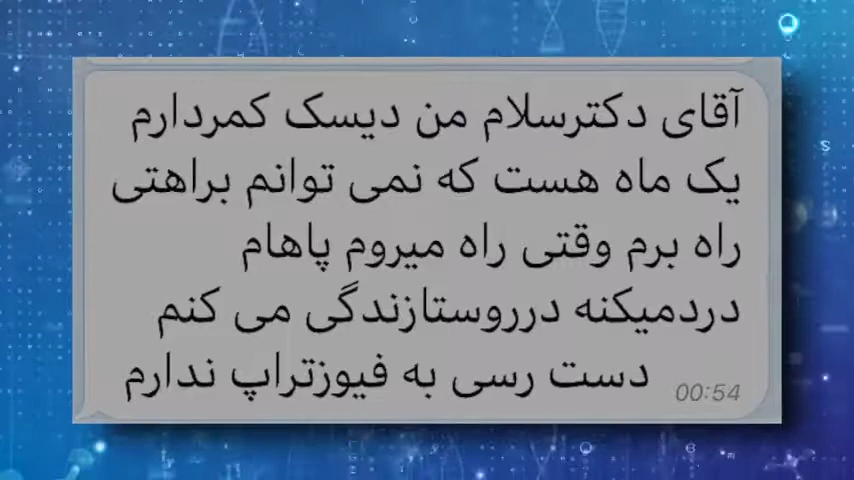 آقای دکترسلام من دیسک کمردارم
یک ماه هست که نمی توانم براهتی
راه برم وقتی راه میروم پاهام
دردمیکنه درروستازندگی می کنم
دست رسی به فیوزتراپ ندارم
00:54